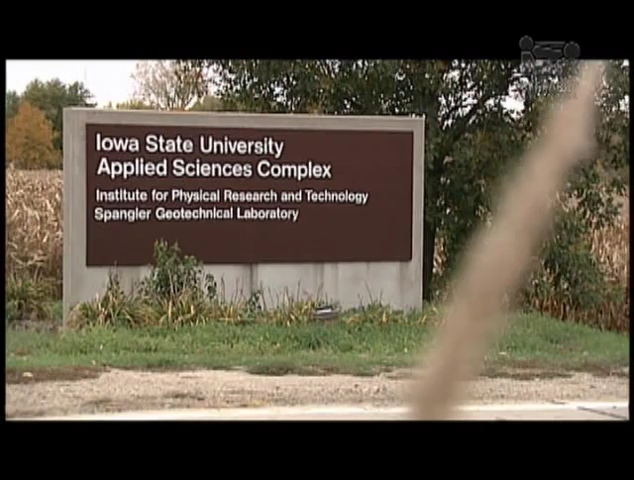 Iowa State University
Applied Sciences Complex
Institute for Physical Research and Technology
Spangler Geotechnical Laboratory